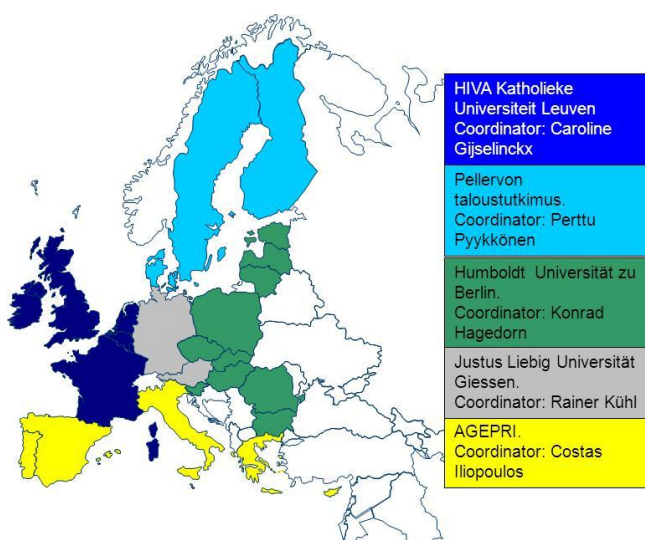 HIVA Katholieke
Universiteit Leuven
Coordinator: Caroline
Gijselinckx
Pellervon
taloustutkimus.
Coordinator: Perttu
Pyykkönen
Humboldt Universität zu
Berlin.
Coordinator: Konrad
Hagedorn
Justus Liebig Universität
Giessen.
Coordinator: Rainer Kühl
AGEPRI.
Coordinator: Costas
Iliopoulos